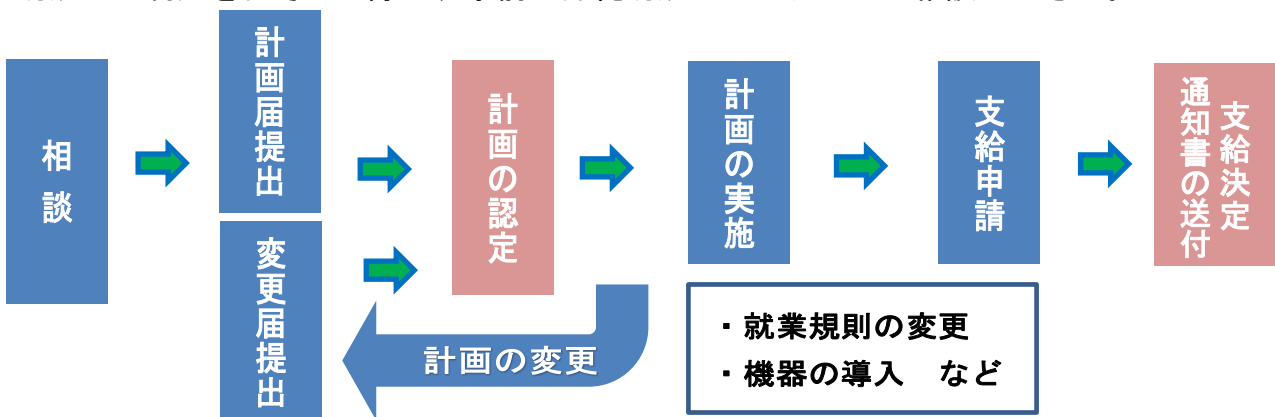 相談
計画届提出
変更届提出
計画の認定
計画の変更
計画の実施
・就業規則の変更
・機器の導入　など
支給申請
支給決定
通知書の送付